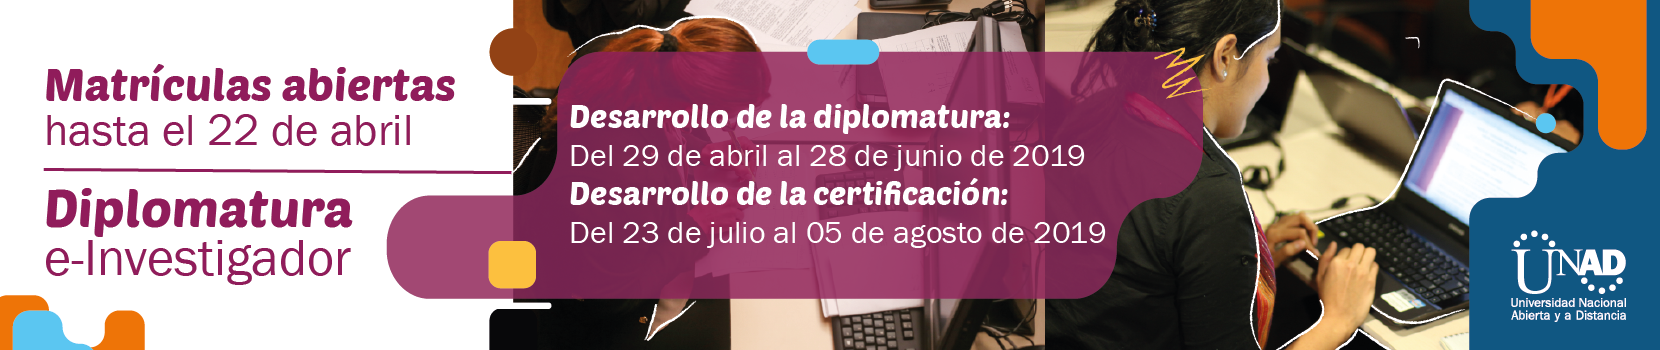 Matrículas abiertas
hasta el 22 de abril
Diplomatura
e-Investigador
Desarrollo de la diplomatura:
Del 29 de abril al 28 de junio de 2019
Desarrollo de la certificación:
Del 23 de julio al 05 de agosto de 2019
UNAD
Universidad Nacional
Abierta y a Distancia